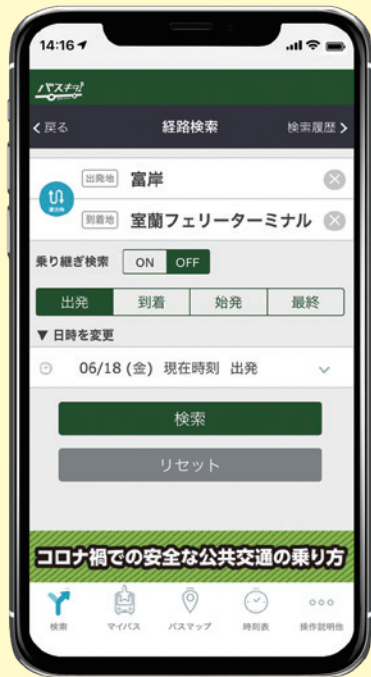 14:16
バスキタ!
戻る 経路検索 検索履歴
出発地 富岸
到着地 室蘭フェリーターミナル
乗り継ぎ検索 ON OFF
出発 到着 始発 最終
▼ 日時を変更
06/18 (金) 現在時刻 出発
検索
リセット
コロナ禍での安全な公共交通の乗り方
検索 マイバス バスマップ 時刻表 操作説明他